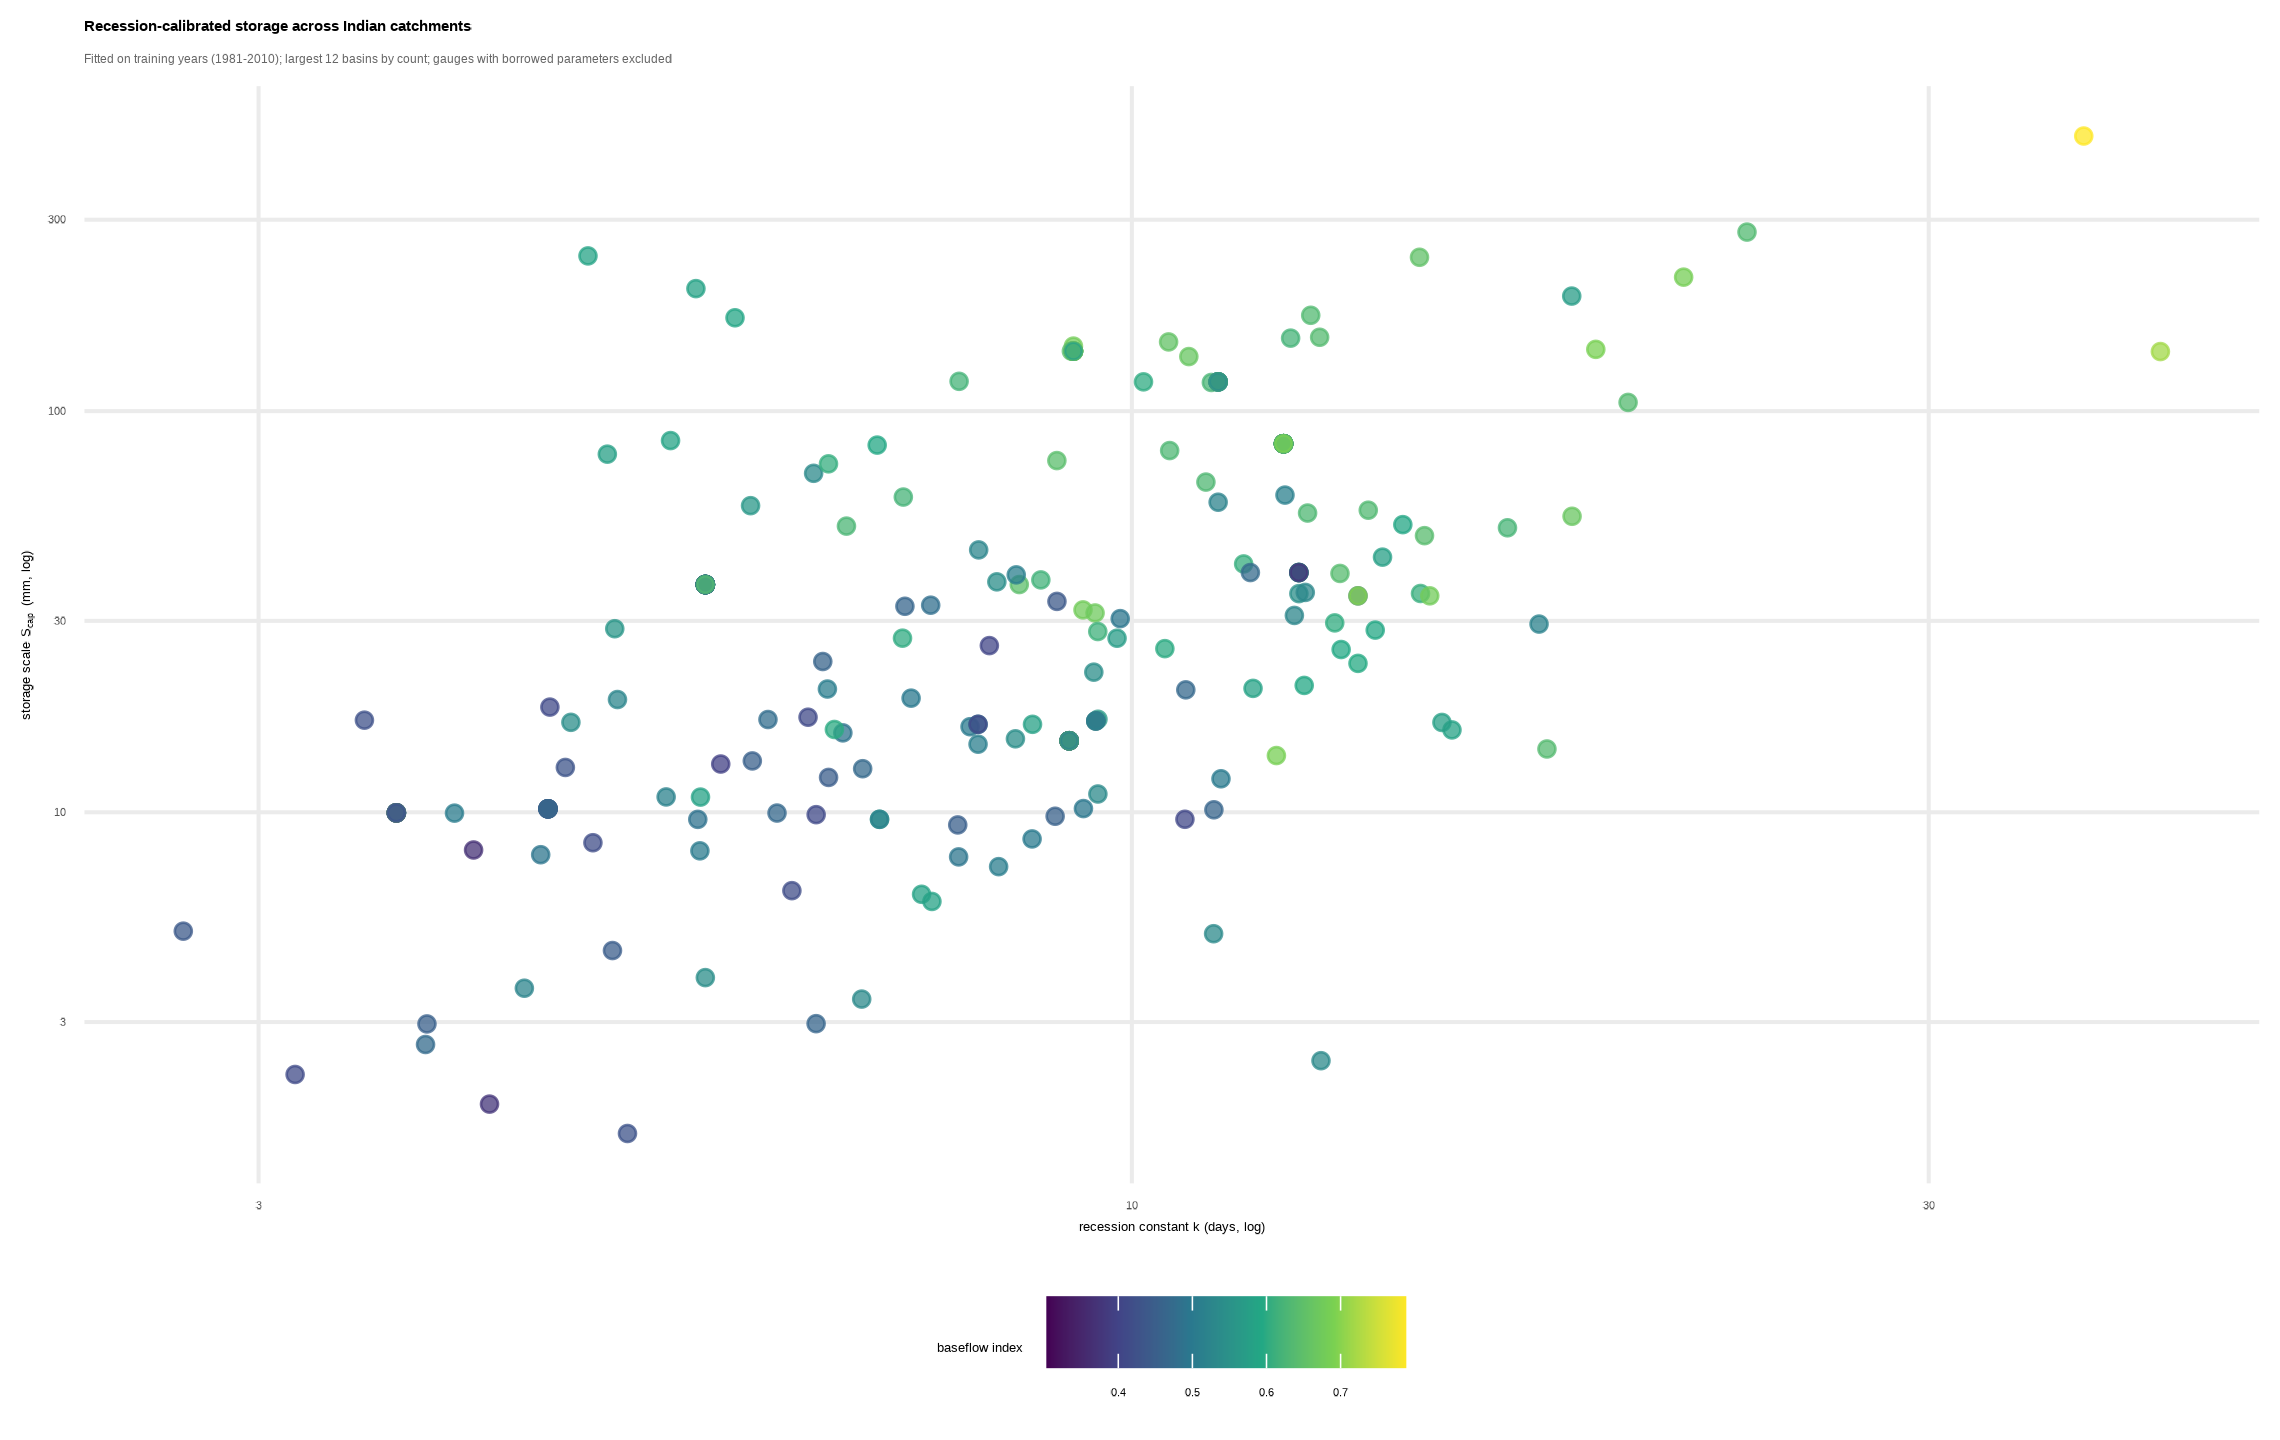 Recession-calibrated storage across Indian catchments
Fitted on training years (1981-2010); largest 12 basins by count; gauges with borrowed parameters excluded
300
100
30
10
3
storage scale Scap (mm, log)
3
10
30
recession constant k (days, log)
baseflow index
0.4
0.5
0.6
0.7